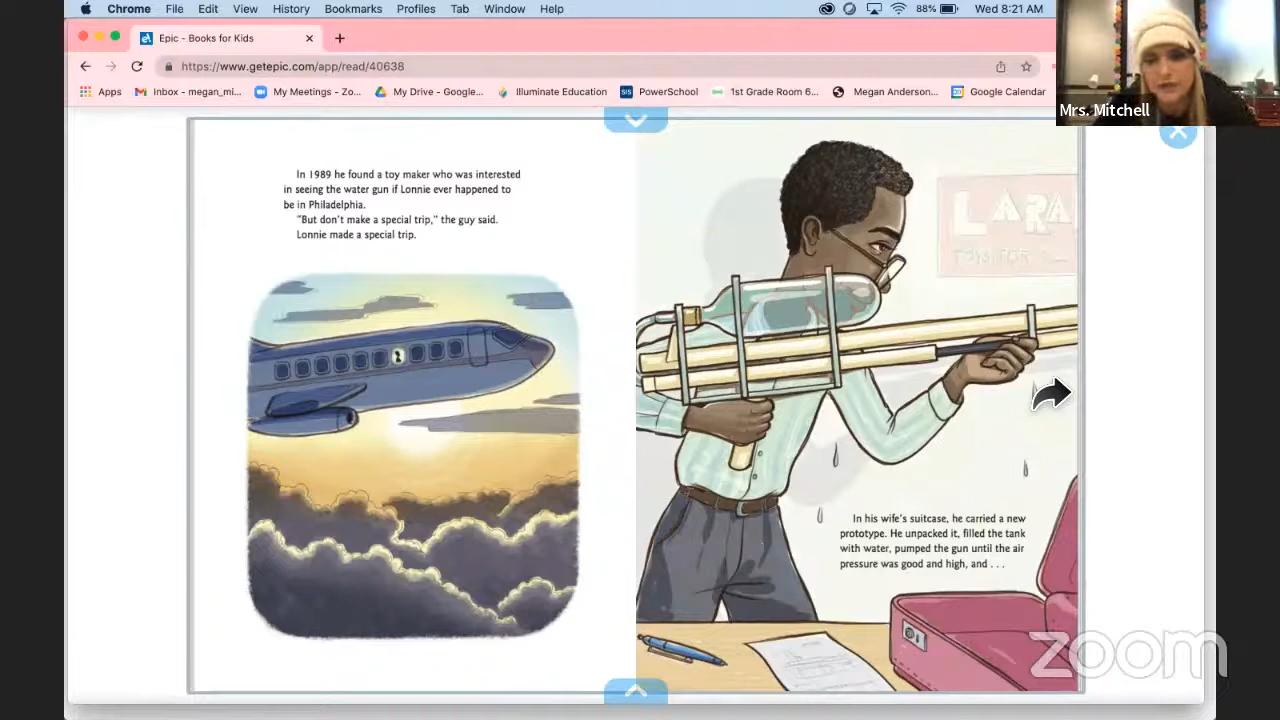 Chrome File Edit View History Bookmarks Profiles Tab Window Help 88% Wed 8:21 AM
Epic - Books for Kids
https://www.getepic.com/app/read/40638
Apps Inbox - megan_mi... My Meetings - Zo... My Drive - Google... Illuminate Education SIS PowerSchool 1st Grade Room 6... Megan Anderson... Google Calendar
Mrs. Mitchell
In 1989 he found a toy maker who was interested
in seeing the water gun if Lonnie ever happened to
be in Philadelphia.
"But don't make a special trip," the guy said.
Lonnie made a special trip.
LARA
TOYS FOR
In his wife's suitcase, he carried a new
prototype. He unpacked it, filled the tank
with water, pumped the gun until the air
pressure was good and high, and . . .
zoom